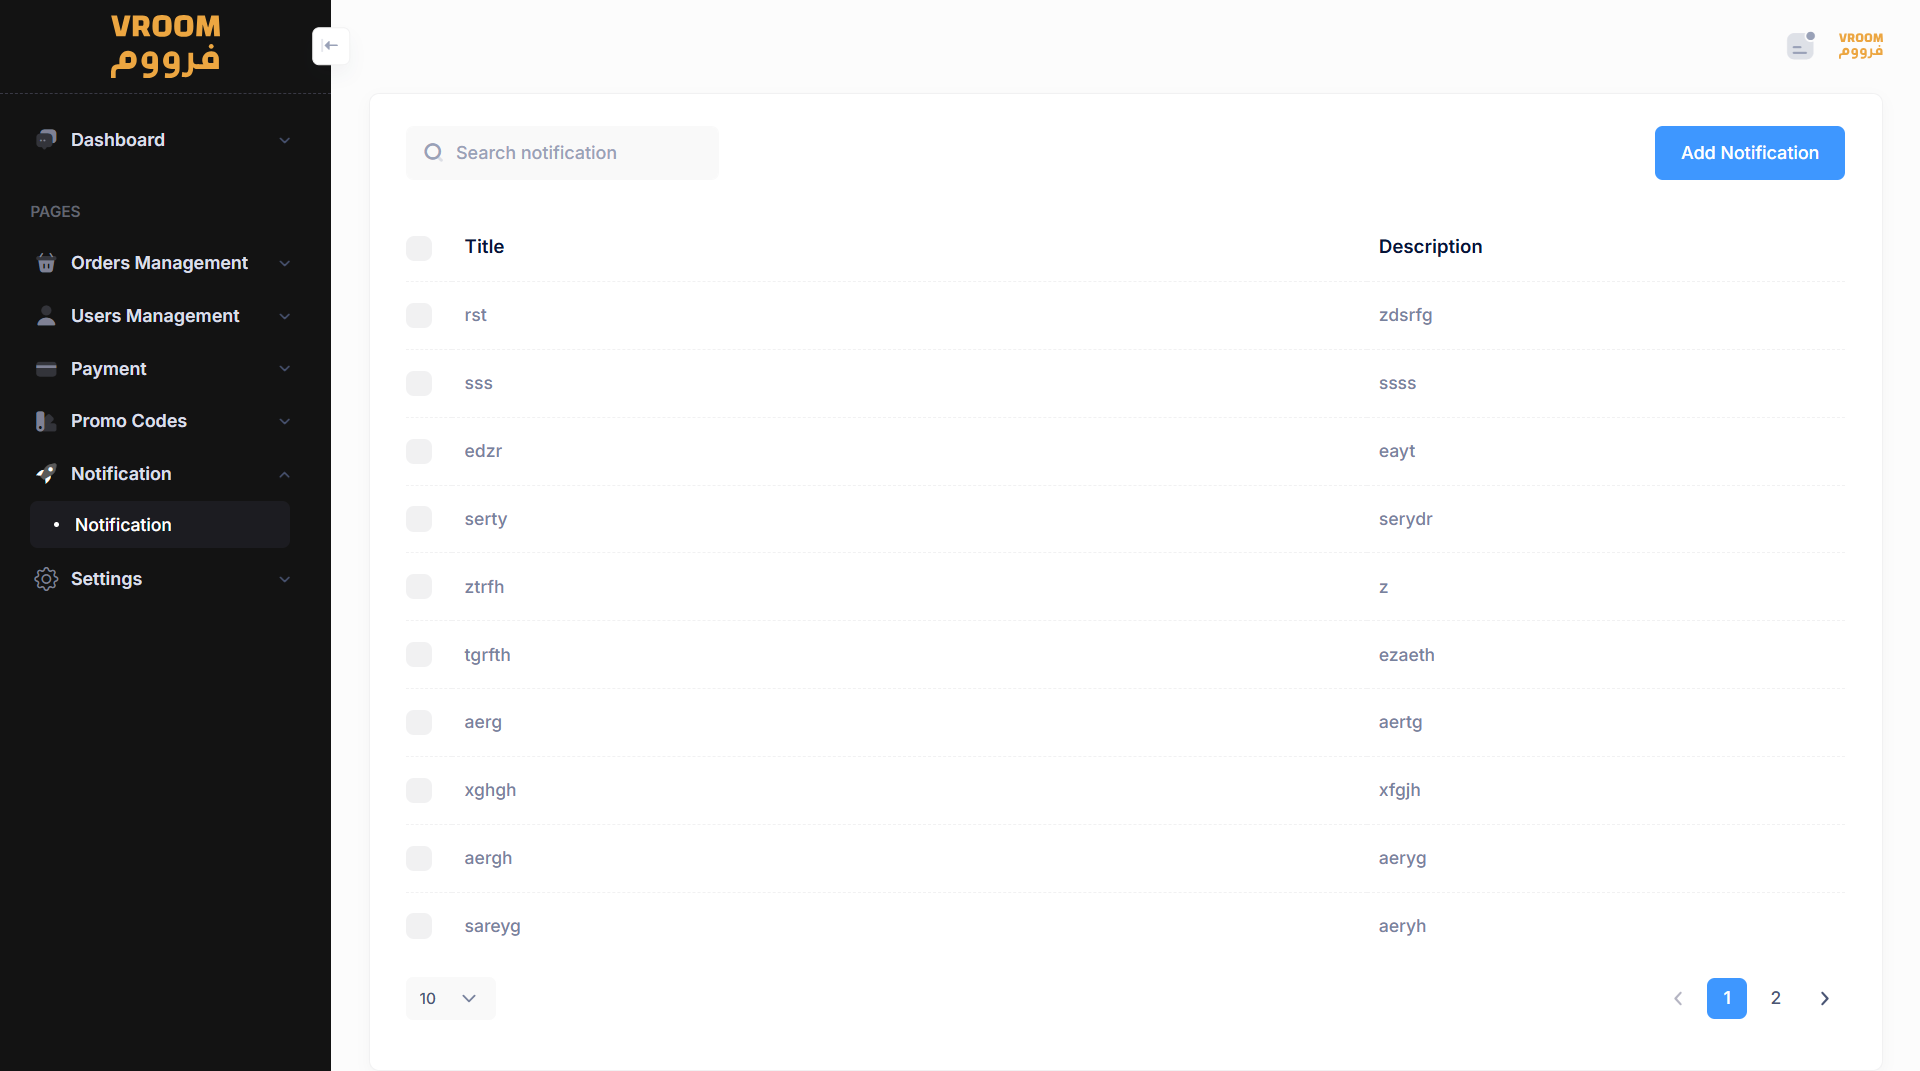 VROOM
فرووم
Dashboard
PAGES
Orders Management
Users Management
Payment
Promo Codes
Notification
Notification
Settings
VROOM
فرووم
Search notification
Add Notification
Title Description
rst zdsrfg
sss ssss
edzr eayt
serty serydr
ztrfh z
tgrfth ezaeth
aerg aertg
xghgh xfgjh
aergh aeryg
sareyg aeryh
10
1 2